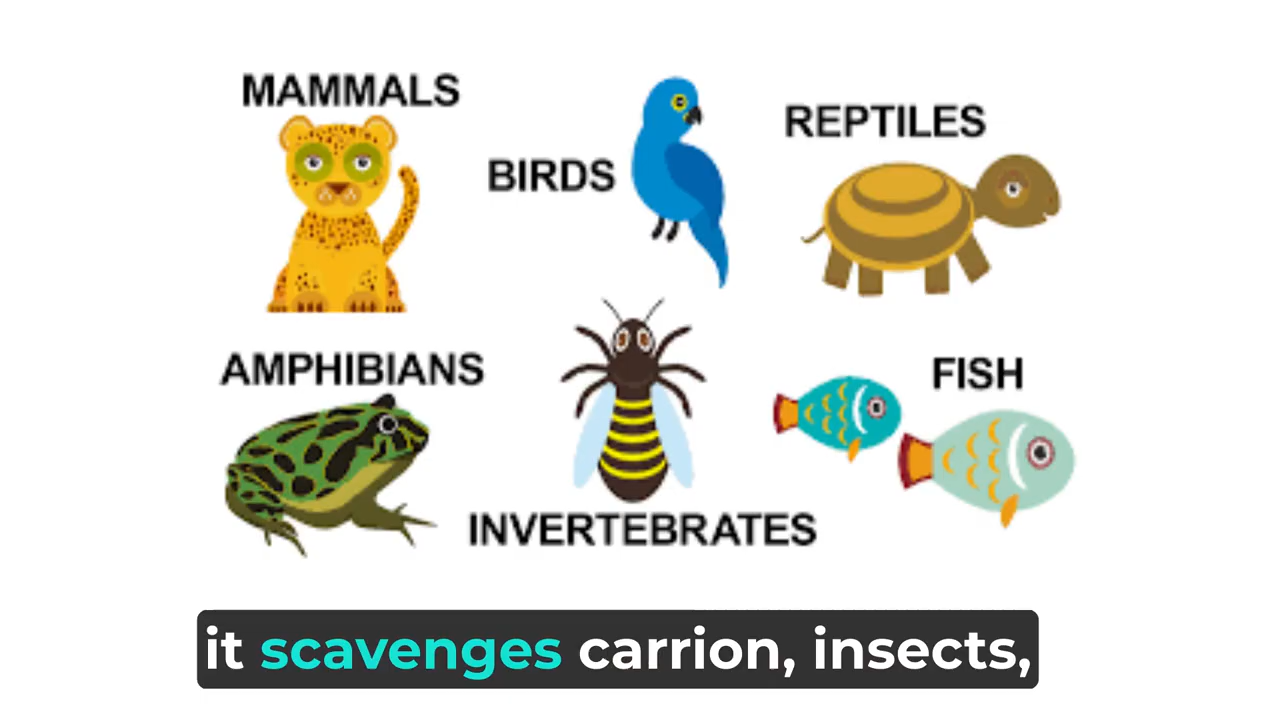 MAMMALS
BIRDS
REPTILES
AMPHIBIANS
INVERTEBRATES
FISH
it scavenges carrion, insects,